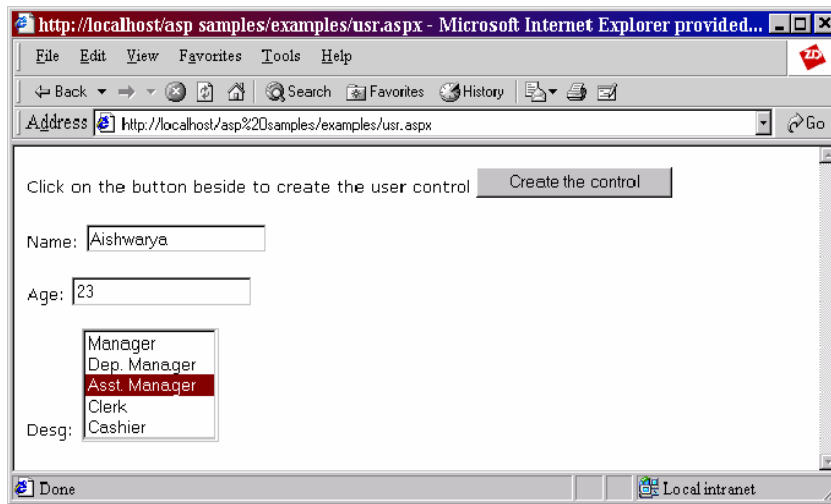 http://localhost/asp samples/examples/usr.aspx - Microsoft Internet Explorer provided...
File Edit View Favorites Tools Help
ZD
Back Search Favorites History
Address http://localhost/asp%20samples/examples/usr.aspx Go
Click on the button beside to create the user control Create the control
Name: Aishwarya
Age: 23
Manager
Dep. Manager
Asst. Manager
Clerk
Desg: Cashier
Done Local intranet